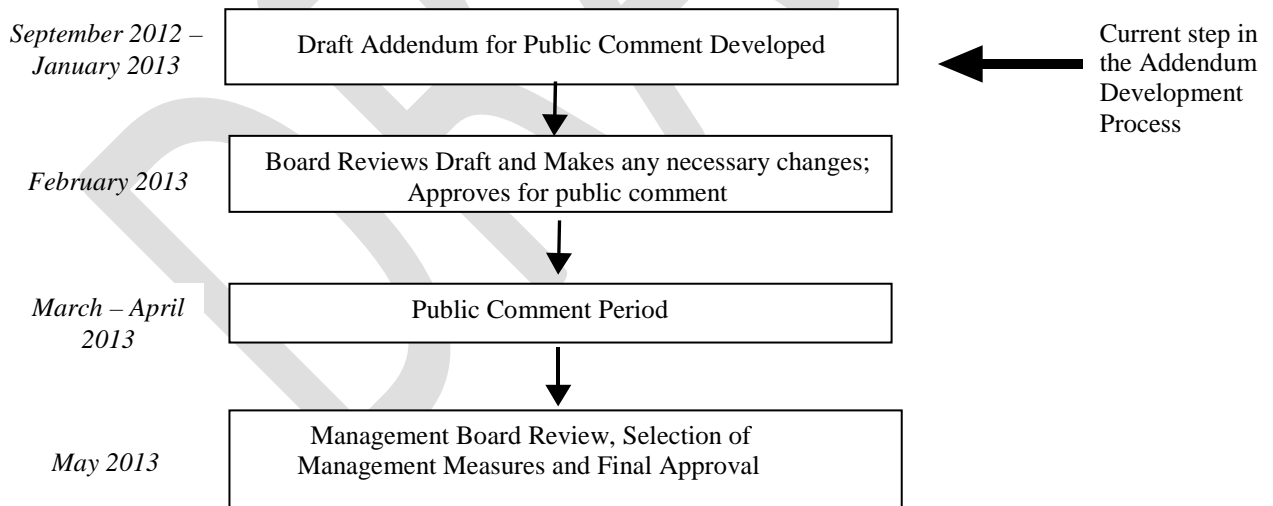 September 2012 –
January 2013
Draft Addendum for Public Comment Developed
Current step in
the Addendum
Development
Process
February 2013
Board Reviews Draft and Makes any necessary changes;
Approves for public comment
March – April
2013
Public Comment Period
May 2013
Management Board Review, Selection of
Management Measures and Final Approval